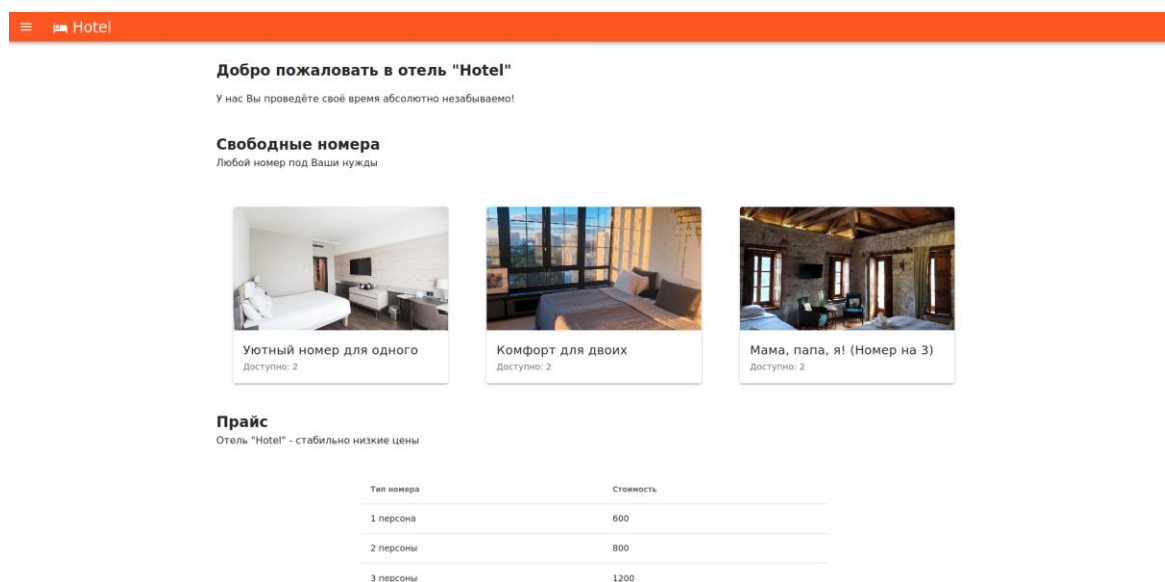 Hotel
Добро пожаловать в отель "Hotel"
У нас Вы проведёте своё время абсолютно незабываемо!
Свободные номера
Любой номер под Ваши нужды
Уютный номер для одного
Доступно: 2
Комфорт для двоих
Доступно: 2
Мама, папа, я! (Номер на 3)
Доступно: 2
Прайс
Отель "Hotel" - стабильно низкие цены
Тип номера Стоимость
1 персона 600
2 персоны 800
3 персоны 1200